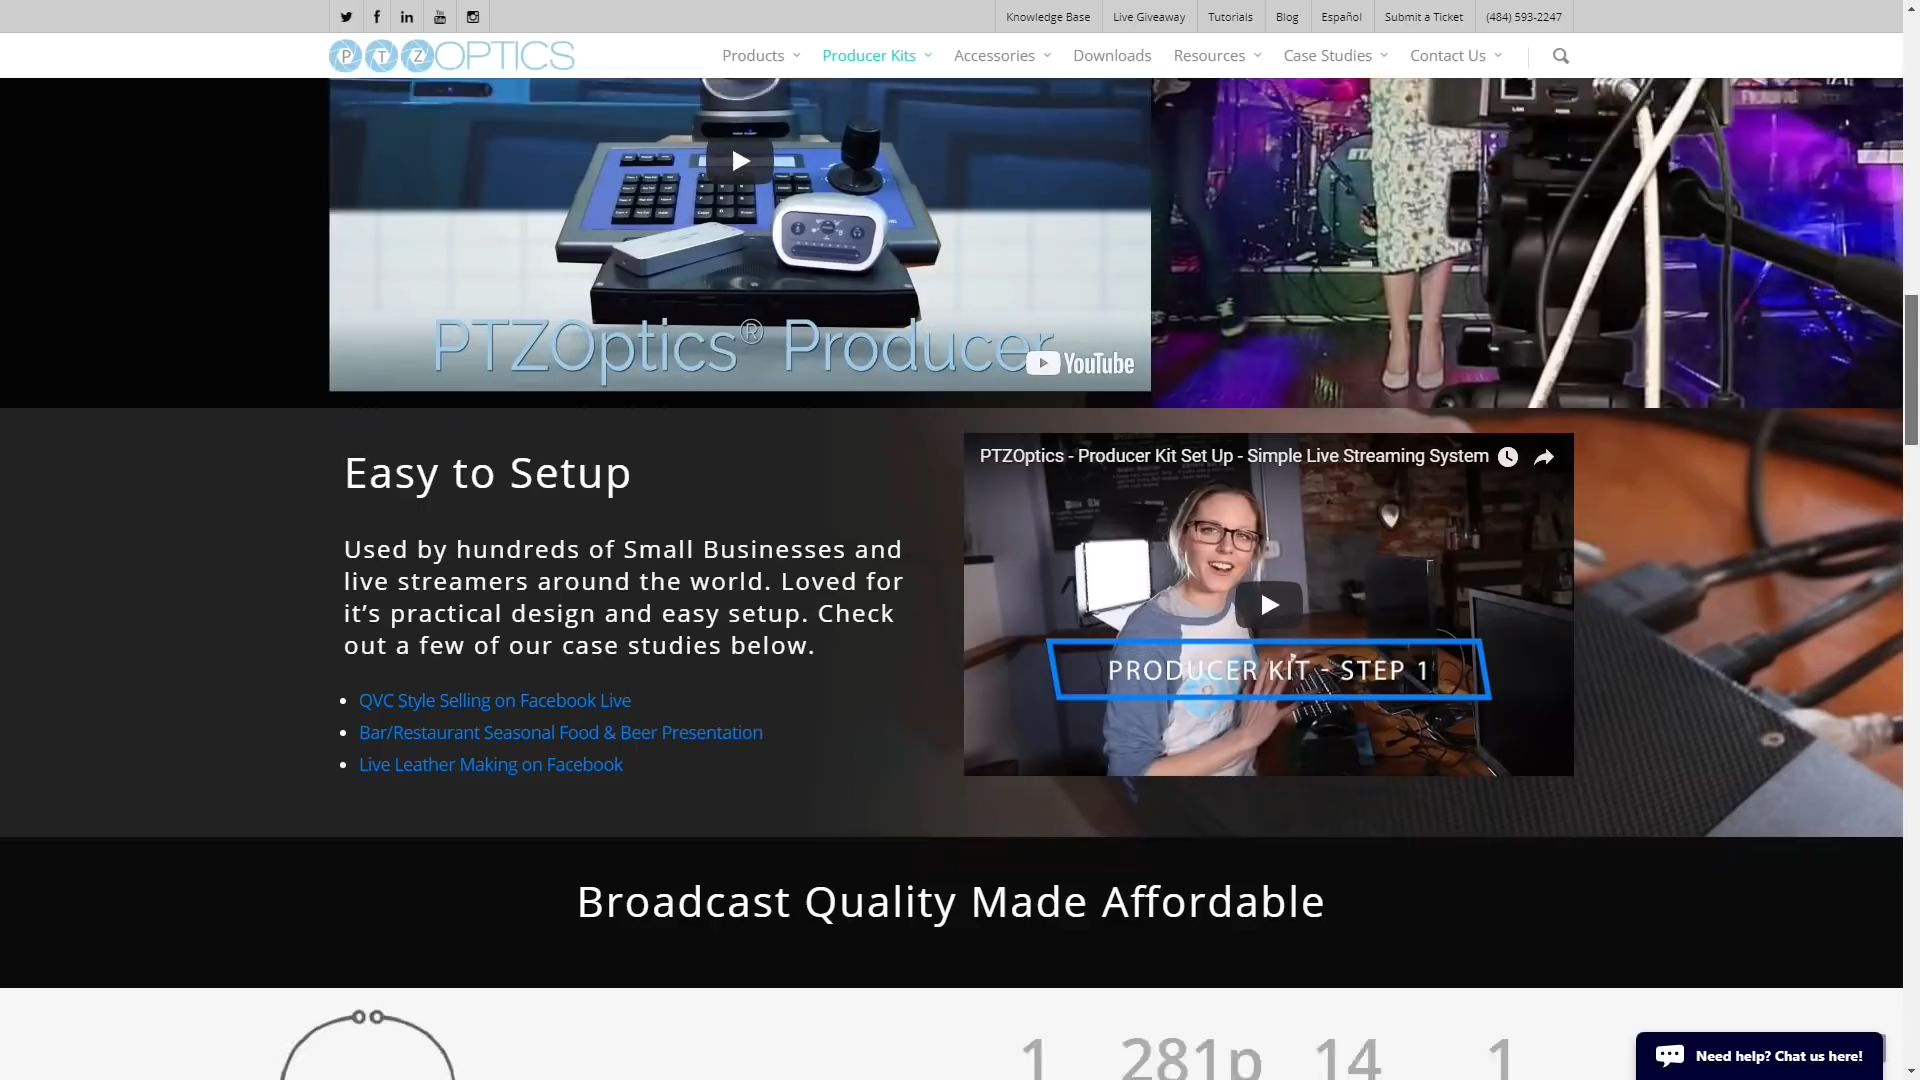 Knowledge Base Live Giveaway Tutorials Blog Español Submit a Ticket (484) 593-2247
PTZOPTICS Products Producer Kits Accessories Downloads Resources Case Studies Contact Us
PTZOptics® Producer
YouTube
Easy to Setup
Used by hundreds of Small Businesses and
live streamers around the world. Loved for
it’s practical design and easy setup. Check
out a few of our case studies below.
QVC Style Selling on Facebook Live
Bar/Restaurant Seasonal Food & Beer Presentation
Live Leather Making on Facebook
PTZOptics - Producer Kit Set Up - Simple Live Streaming System
PRODUCER KIT - STEP 1
Broadcast Quality Made Affordable
1 281p 14 1
Need help? Chat us here!